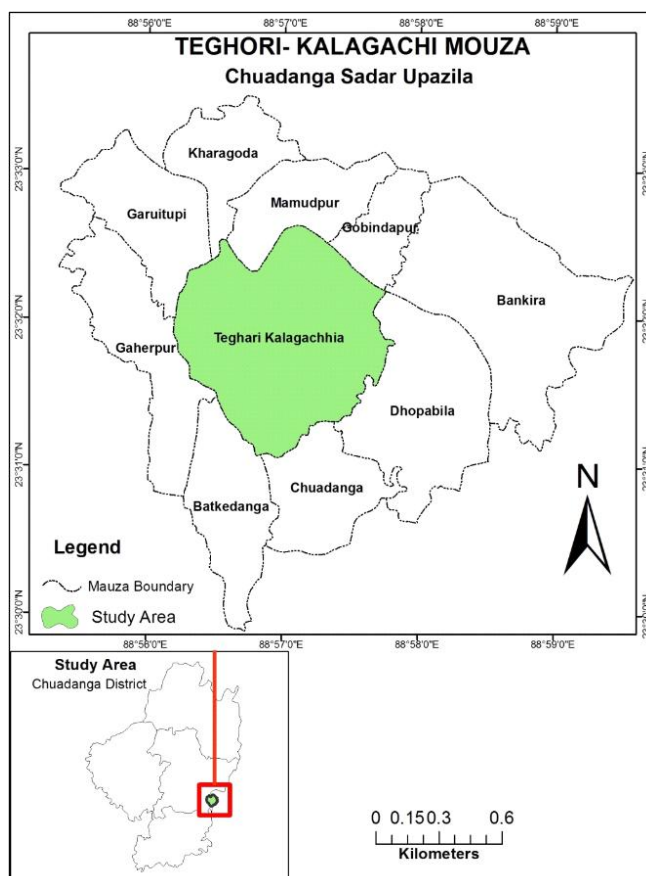 88°56'0"E 88°57'0"E 88°58'0"E 88°59'0"E
TEGHORI- KALAGACHI MOUZA
Chuadanga Sadar Upazila
Kharagoda
23°33'0"N
Mamudpur
Garuitupi
Gobindapur
Bankira
23°32'0"N
Teghari Kalagachhia
Gaherpur
Dhopabila
23°31'0"N
Chuadanga
Batkedanga
N
Legend
Mauza Boundary
Study Area
23°30'0"N
88°56'0"E 88°57'0"E 88°58'0"E 88°59'0"E
Study Area
Chuadanga District
0 0.15 0.3 0.6
Kilometers